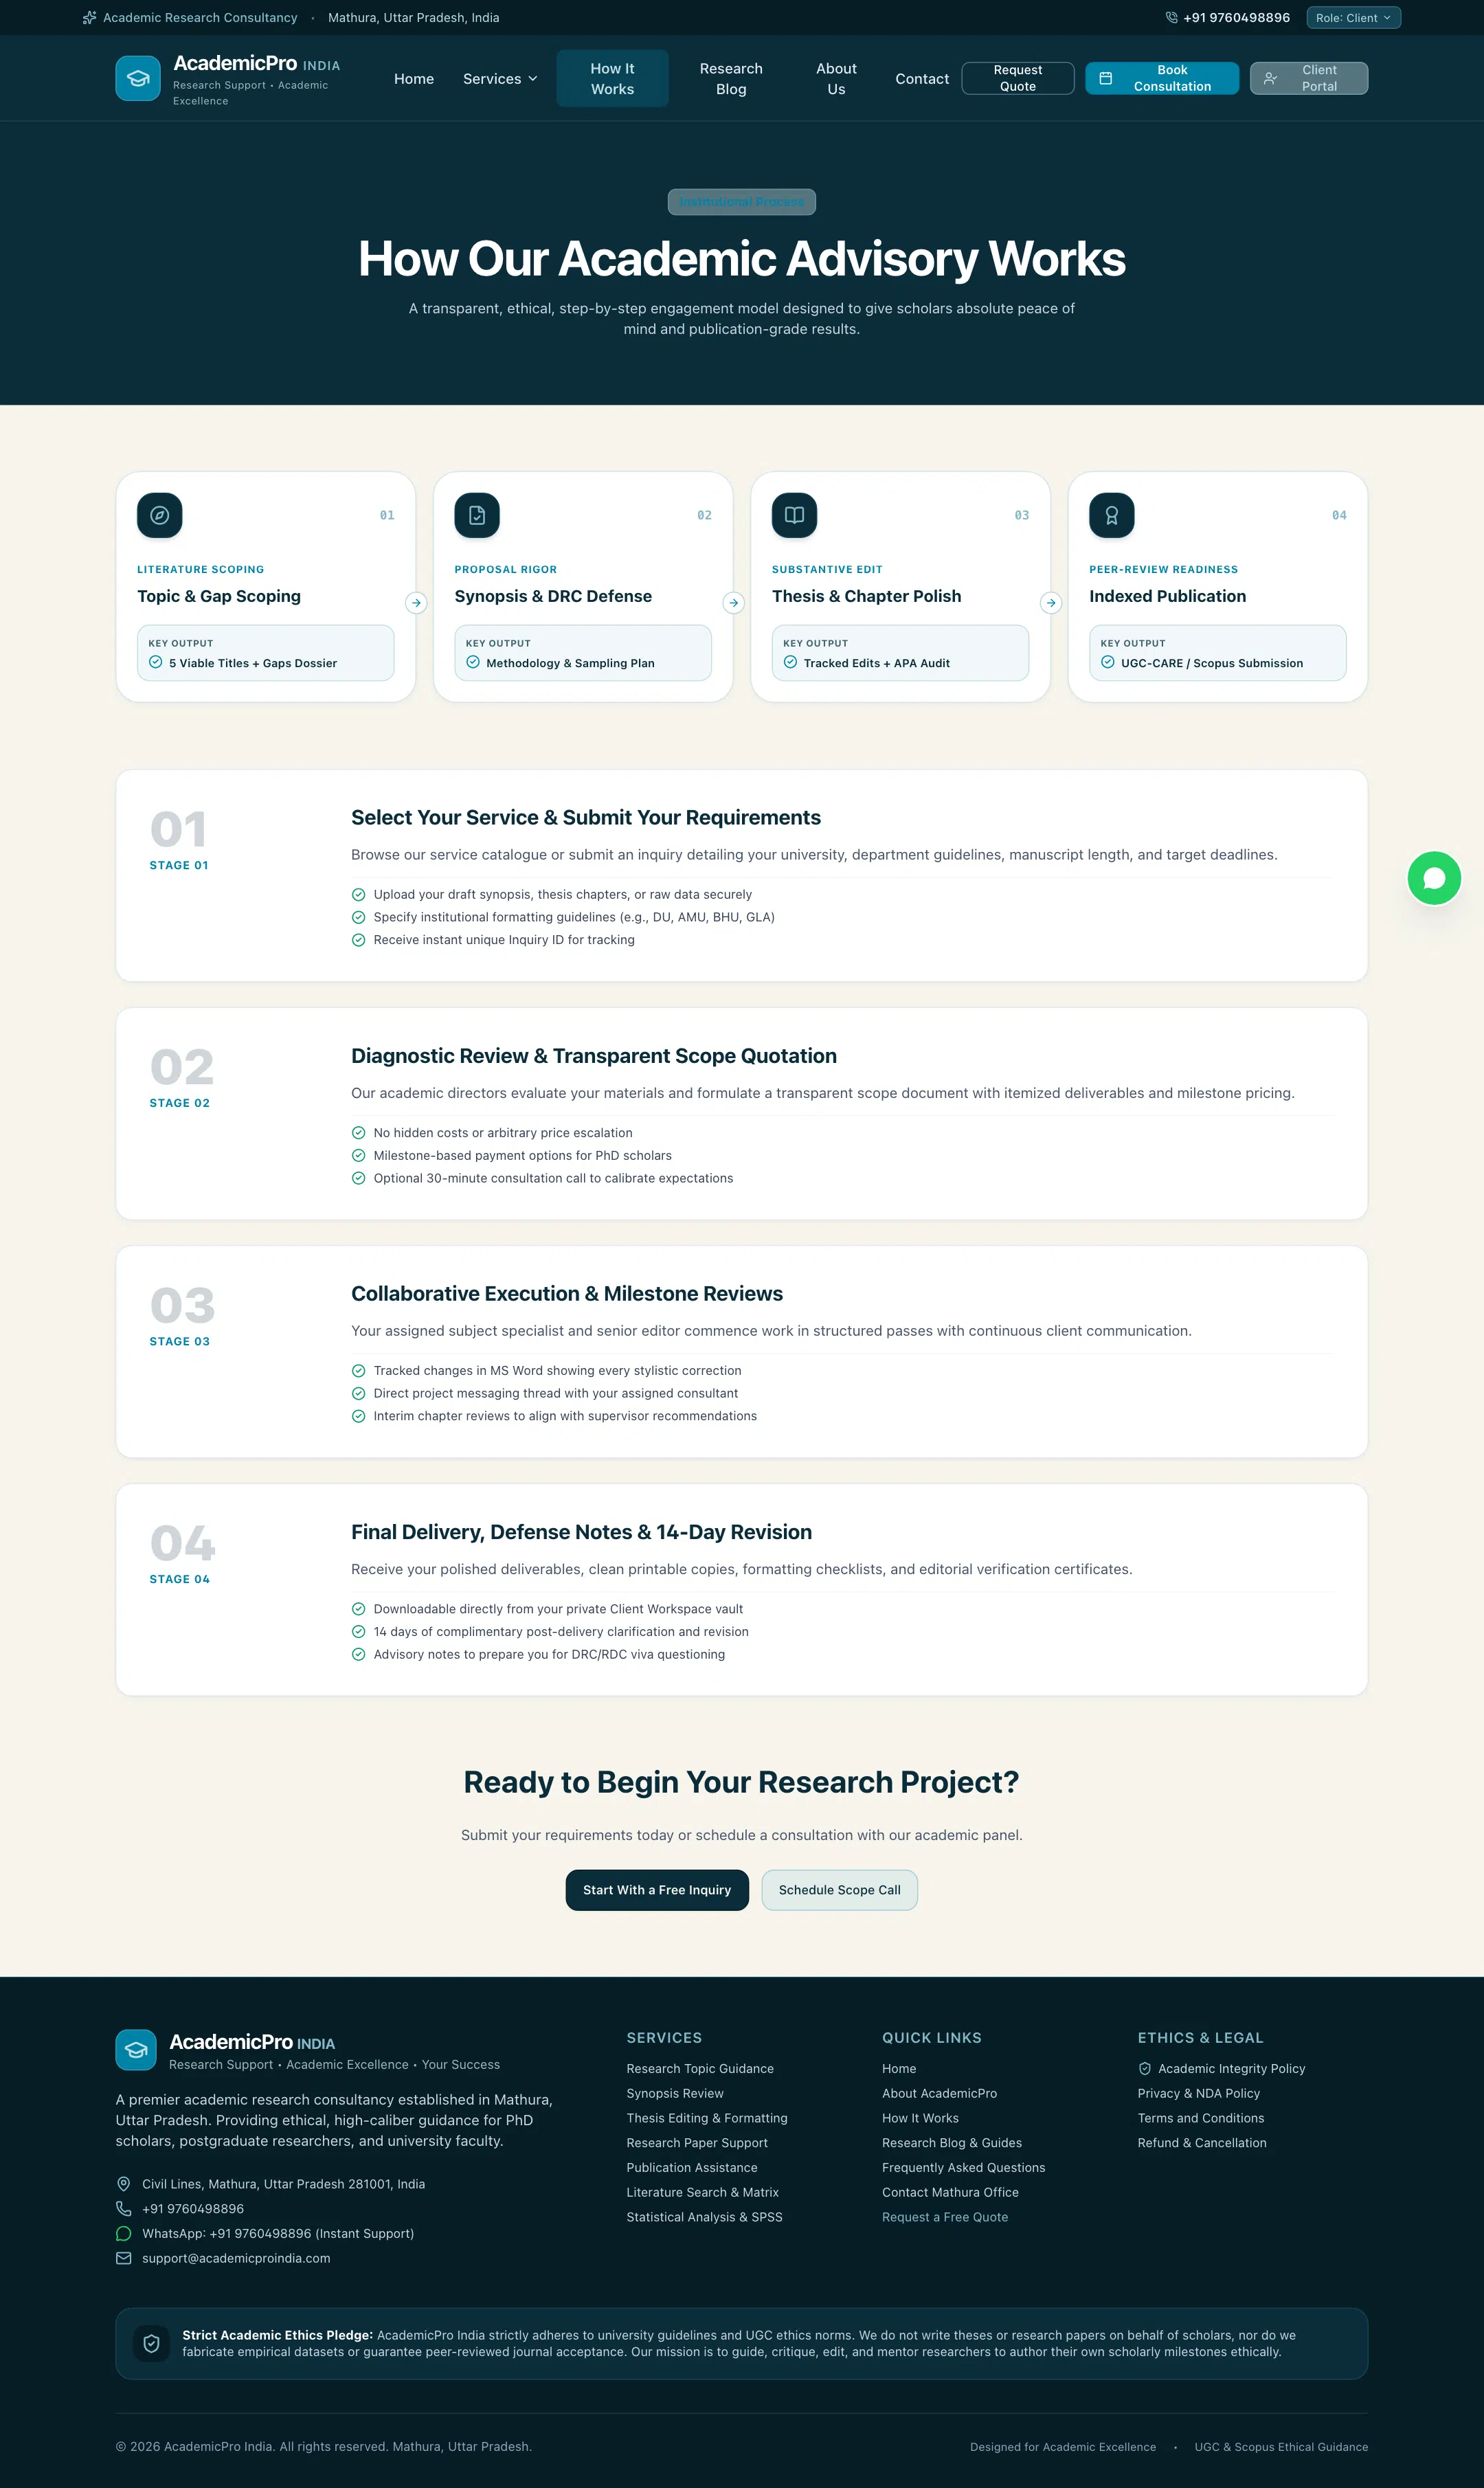 Academic Research Consultancy • Mathura, Uttar Pradesh, India
+91 9760498896
Role: Client
AcademicPro INDIA
Research Support • Academic
Excellence
Home
Services
How It
Works
Research
Blog
About
Us
Contact
Request
Quote
Book
Consultation
Client
Portal
Institutional Process
How Our Academic Advisory Works
A transparent, ethical, step-by-step engagement model designed to give scholars absolute peace of
mind and publication-grade results.
01
LITERATURE SCOPING
Topic & Gap Scoping
KEY OUTPUT
5 Viable Titles + Gaps Dossier
02
PROPOSAL RIGOR
Synopsis & DRC Defense
KEY OUTPUT
Methodology & Sampling Plan
03
SUBSTANTIVE EDIT
Thesis & Chapter Polish
KEY OUTPUT
Tracked Edits + APA Audit
04
PEER-REVIEW READINESS
Indexed Publication
KEY OUTPUT
UGC-CARE / Scopus Submission
01
STAGE 01
Select Your Service & Submit Your Requirements
Browse our service catalogue or submit an inquiry detailing your university, department guidelines, manuscript length, and target deadlines.
Upload your draft synopsis, thesis chapters, or raw data securely
Specify institutional formatting guidelines (e.g., DU, AMU, BHU, GLA)
Receive instant unique Inquiry ID for tracking
02
STAGE 02
Diagnostic Review & Transparent Scope Quotation
Our academic directors evaluate your materials and formulate a transparent scope document with itemized deliverables and milestone pricing.
No hidden costs or arbitrary price escalation
Milestone-based payment options for PhD scholars
Optional 30-minute consultation call to calibrate expectations
03
STAGE 03
Collaborative Execution & Milestone Reviews
Your assigned subject specialist and senior editor commence work in structured passes with continuous client communication.
Tracked changes in MS Word showing every stylistic correction
Direct project messaging thread with your assigned consultant
Interim chapter reviews to align with supervisor recommendations
04
STAGE 04
Final Delivery, Defense Notes & 14-Day Revision
Receive your polished deliverables, clean printable copies, formatting checklists, and editorial verification certificates.
Downloadable directly from your private Client Workspace vault
14 days of complimentary post-delivery clarification and revision
Advisory notes to prepare you for DRC/RDC viva questioning
Ready to Begin Your Research Project?
Submit your requirements today or schedule a consultation with our academic panel.
Start With a Free Inquiry
Schedule Scope Call
AcademicPro INDIA
Research Support • Academic Excellence • Your Success
A premier academic research consultancy established in Mathura,
Uttar Pradesh. Providing ethical, high-caliber guidance for PhD
scholars, postgraduate researchers, and university faculty.
Civil Lines, Mathura, Uttar Pradesh 281001, India
+91 9760498896
WhatsApp: +91 9760498896 (Instant Support)
support@academicproindia.com
SERVICES
Research Topic Guidance
Synopsis Review
Thesis Editing & Formatting
Research Paper Support
Publication Assistance
Literature Search & Matrix
Statistical Analysis & SPSS
QUICK LINKS
Home
About AcademicPro
How It Works
Research Blog & Guides
Frequently Asked Questions
Contact Mathura Office
Request a Free Quote
ETHICS & LEGAL
Academic Integrity Policy
Privacy & NDA Policy
Terms and Conditions
Refund & Cancellation
Strict Academic Ethics Pledge: AcademicPro India strictly adheres to university guidelines and UGC ethics norms. We do not write theses or research papers on behalf of scholars, nor do we
fabricate empirical datasets or guarantee peer-reviewed journal acceptance. Our mission is to guide, critique, edit, and mentor researchers to author their own scholarly milestones ethically.
© 2026 AcademicPro India. All rights reserved. Mathura, Uttar Pradesh.
Designed for Academic Excellence • UGC & Scopus Ethical Guidance